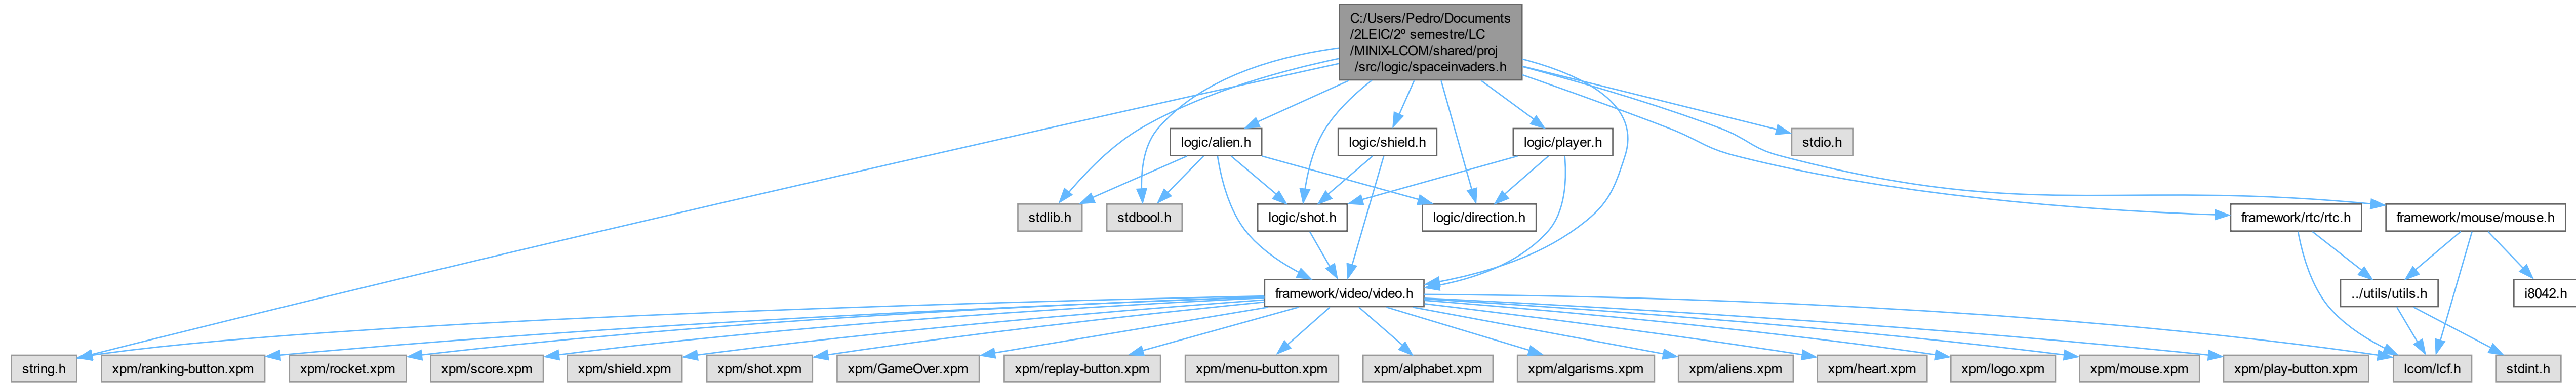 C:/Users/Pedro/Documents
/2LEIC/2º semestre/LC
/MINIX-LCOM/shared/proj
/src/logic/spaceinvaders.h
logic/alien.h
logic/shield.h
logic/player.h
stdio.h
stdlib.h
stdbool.h
logic/shot.h
logic/direction.h
framework/rtc/rtc.h
framework/mouse/mouse.h
framework/video/video.h
../utils/utils.h
i8042.h
string.h
xpm/ranking-button.xpm
xpm/rocket.xpm
xpm/score.xpm
xpm/shield.xpm
xpm/shot.xpm
xpm/GameOver.xpm
xpm/replay-button.xpm
xpm/menu-button.xpm
xpm/alphabet.xpm
xpm/algarisms.xpm
xpm/aliens.xpm
xpm/heart.xpm
xpm/logo.xpm
xpm/mouse.xpm
xpm/play-button.xpm
lcom/lcf.h
stdint.h